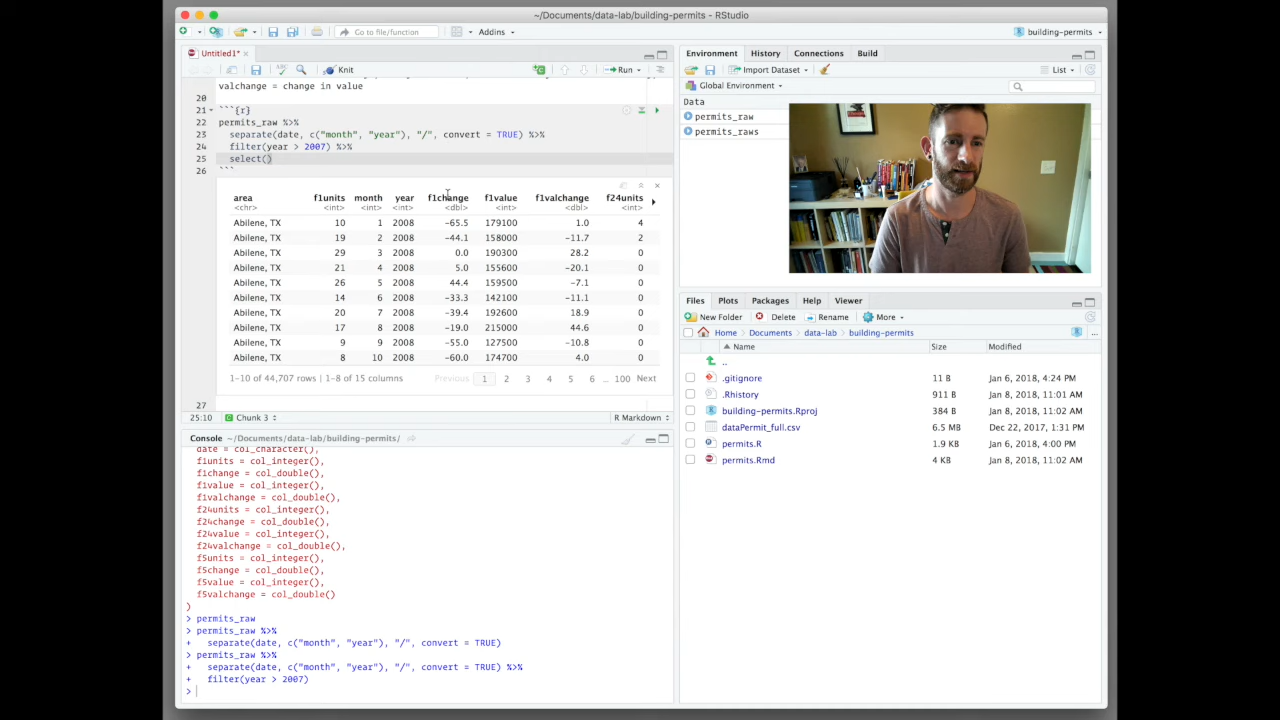 ~/Documents/data-lab/building-permits - RStudio
Go to file/function
Addins
building-permits
Untitled1*
Knit
Run
valchange = change in value
20
21 ```{r}
22 permits_raw %>%
23 separate(date, c("month", "year"), "/", convert = TRUE) %>%
24 filter(year > 2007) %>%
25 select()
26 ```
area f1units month year f1change f1value f1valchange f24units
<chr> <int> <int> <int> <dbl> <int> <dbl> <int>
Abilene, TX 10 1 2008 -65.5 179100 1.0 4
Abilene, TX 19 2 2008 -44.1 158000 -11.7 2
Abilene, TX 29 3 2008 0.0 190300 28.2 0
Abilene, TX 21 4 2008 5.0 155600 -20.1 0
Abilene, TX 26 5 2008 44.4 159500 -7.1 0
Abilene, TX 14 6 2008 -33.3 142100 -11.1 0
Abilene, TX 20 7 2008 -39.4 192600 18.9 0
Abilene, TX 17 8 2008 -19.0 215000 44.6 0
Abilene, TX 9 9 2008 -55.0 127500 -10.8 0
Abilene, TX 8 10 2008 -60.0 174700 4.0 0
1-10 of 44,707 rows | 1-8 of 15 columns Previous 1 2 3 4 5 6 ... 100 Next
27
25:10 Chunk 3 R Markdown
Console ~/Documents/data-lab/building-permits/
date = col_character(),
f1units = col_integer(),
f1change = col_double(),
f1value = col_integer(),
f1valchange = col_double(),
f24units = col_integer(),
f24change = col_double(),
f24value = col_integer(),
f24valchange = col_double(),
f5units = col_integer(),
f5change = col_double(),
f5value = col_integer(),
f5valchange = col_double()
)
> permits_raw
> permits_raw %>%
+ separate(date, c("month", "year"), "/", convert = TRUE)
> permits_raw %>%
+ separate(date, c("month", "year"), "/", convert = TRUE) %>%
+ filter(year > 2007)
>
Environment History Connections Build
Import Dataset List
Global Environment
Data
permits_raw
permits_raws
Files Plots Packages Help Viewer
New Folder Delete Rename More
Home Documents data-lab building-permits ...
Name Size Modified
..
.gitignore 11 B Jan 6, 2018, 4:24 PM
.Rhistory 911 B Jan 8, 2018, 11:01 AM
building-permits.Rproj 384 B Jan 8, 2018, 11:02 AM
dataPermit_full.csv 6.5 MB Dec 22, 2017, 1:31 PM
permits.R 1.9 KB Jan 6, 2018, 4:00 PM
permits.Rmd 4 KB Jan 8, 2018, 11:02 AM